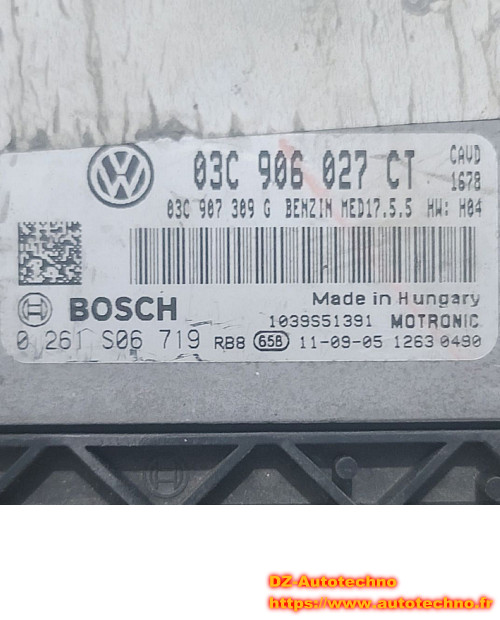 03C 906 027 CT CAVD
1678
03C 907 309 G BENZIN MED17.5.5 HW: H04
BOSCH
Made in Hungary
1039S51391 MOTRONIC
0 261 S06 719 RB8 658 11-09-05 1263 0490
DZ-Autotechno
https://www.autotechno.fr